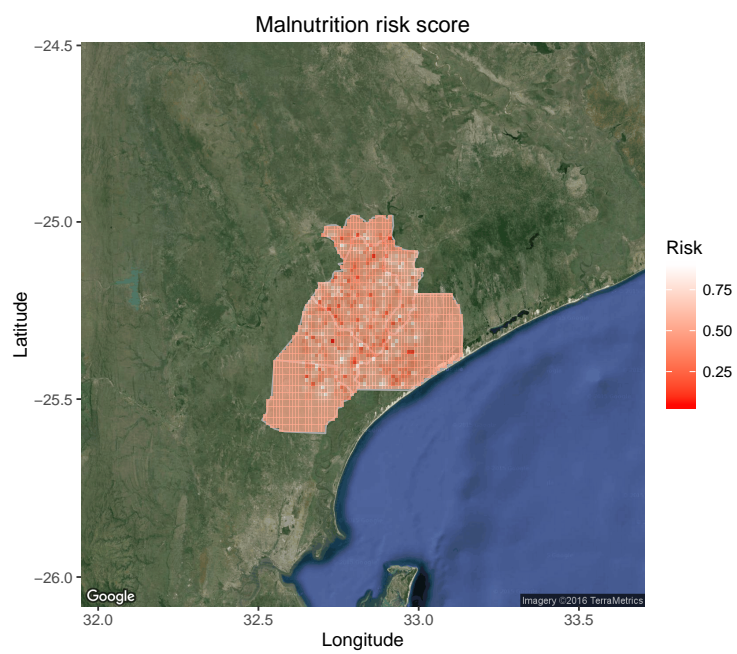 Malnutrition risk score
−24.5
−25.0
−25.5
−26.0
Latitude
Risk
0.75
0.50
0.25
Google
Imagery ©2016 TerraMetrics
32.0
32.5
33.0
33.5
Longitude